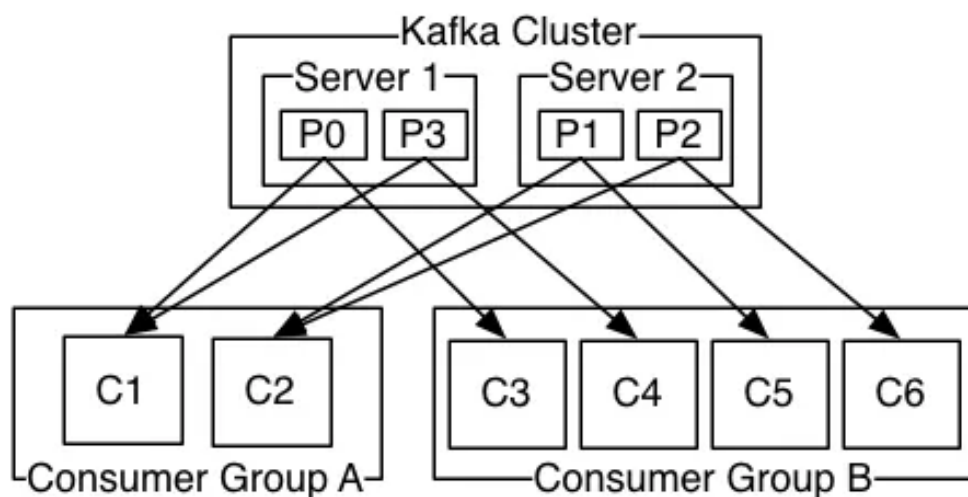 Kafka Cluster
Server 1
Server 2
P0
P3
P1
P2
C1
C2
C3
C4
C5
C6
Consumer Group A
Consumer Group B